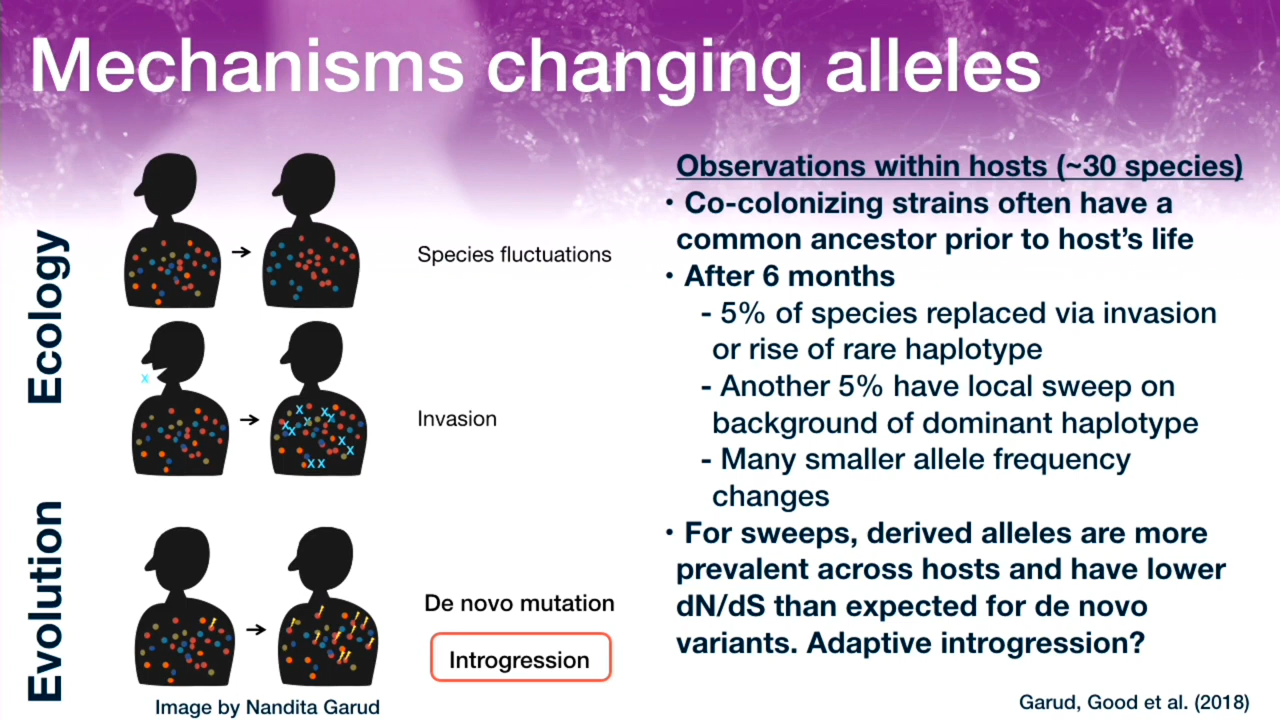 Mechanisms changing alleles
Ecology
Species fluctuations
x
Invasion
x x x x x x x x x x x
Evolution
De novo mutation
Introgression
Image by Nandita Garud
Observations within hosts (~30 species)
• Co-colonizing strains often have a
common ancestor prior to host’s life
• After 6 months
- 5% of species replaced via invasion
or rise of rare haplotype
- Another 5% have local sweep on
background of dominant haplotype
- Many smaller allele frequency
changes
• For sweeps, derived alleles are more
prevalent across hosts and have lower
dN/dS than expected for de novo
variants. Adaptive introgression?
Garud, Good et al. (2018)